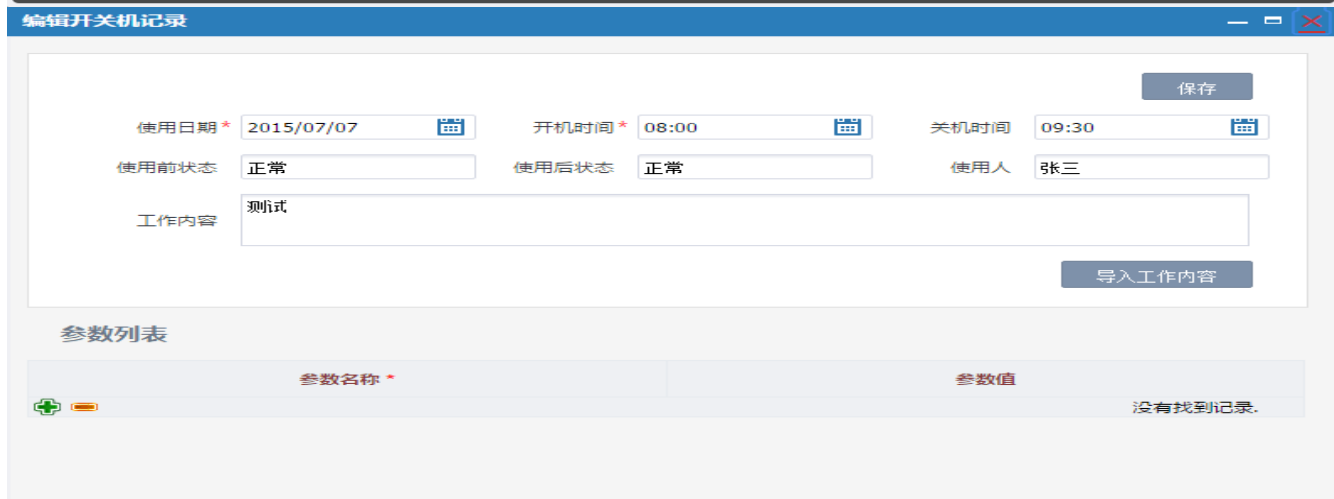 编辑开关机记录
保存
使用日期* 2015/07/07 开机时间* 08:00 关机时间 09:30
使用前状态 正常 使用后状态 正常 使用人 张三
工作内容 测试
导入工作内容
参数列表
参数名称* 参数值
没有找到记录.